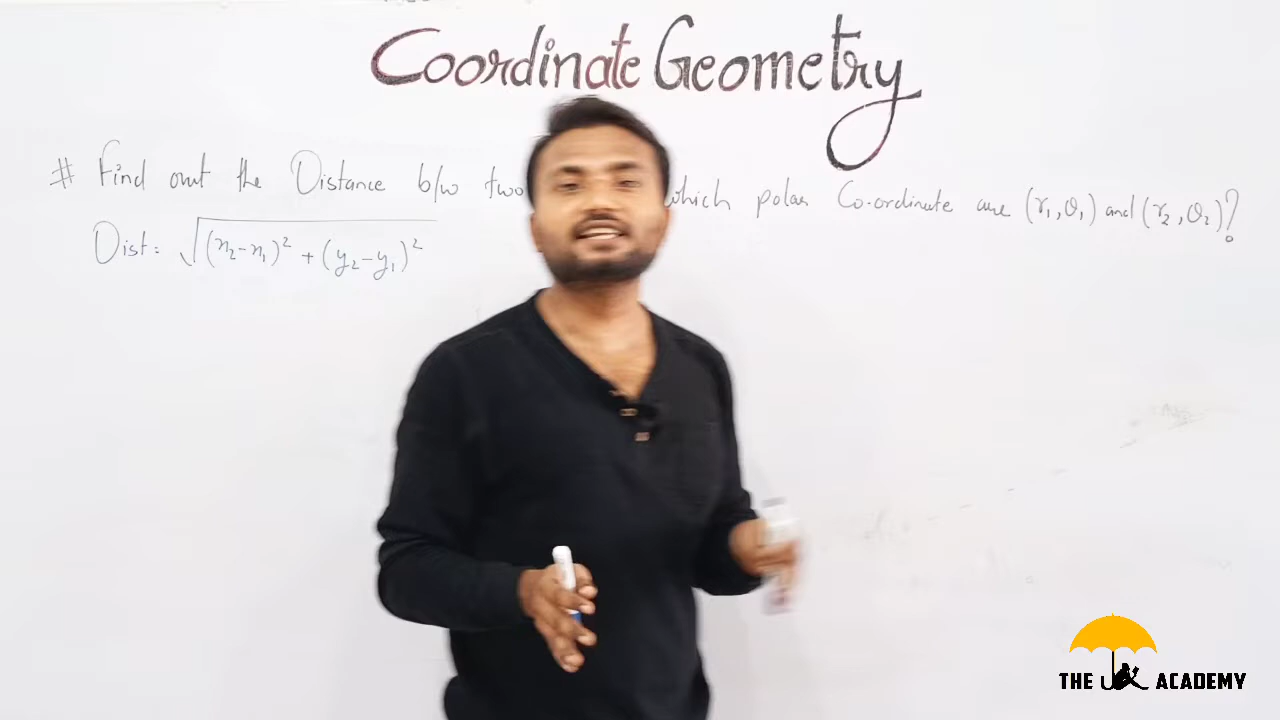 Coordinate Geometry
# Find out the Distance b/w two which polar Co-ordinate are (r₁, θ₁) and (r₂, θ₂)?
Dist: √(x₂-x₁)² + (y₂-y₁)²
THE ACADEMY